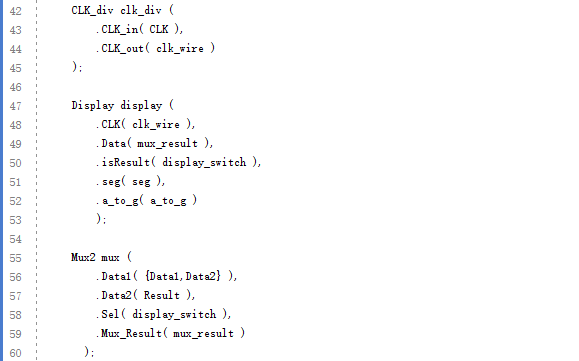 42 CLK_div clk_div (
43 .CLK_in( CLK ),
44 .CLK_out( clk_wire )
45 );
46
47 Display display (
48 .CLK( clk_wire ),
49 .Data( mux_result ),
50 .isResult( display_switch ),
51 .seg( seg ),
52 .a_to_g( a_to_g )
53 );
54
55 Mux2 mux (
56 .Data1( {Data1,Data2} ),
57 .Data2( Result ),
58 .Sel( display_switch ),
59 .Mux_Result( mux_result )
60 );